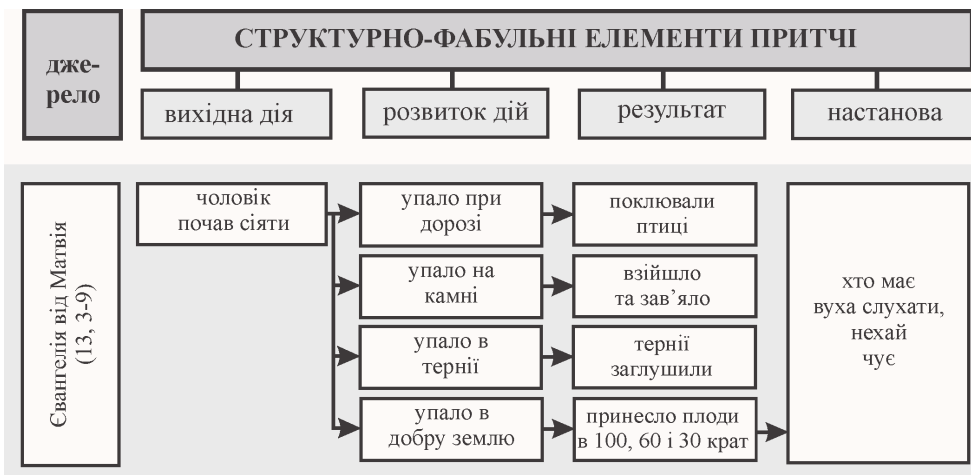 дже-
рело
СТРУКТУРНО-ФАБУЛЬНІ ЕЛЕМЕНТИ ПРИТЧІ
вихідна дія
розвиток дій
результат
настанова
Євангелія від Матвія
(13, 3-9)
чоловік
почав сіяти
упало при
дорозі
поклювали
птиці
упало на
камні
взійшло
та зав’яло
упало в
тернії
тернії
заглушили
упало в
добру землю
принесло плоди
в 100, 60 і 30 крат
хто має
вуха слухати,
нехай
чує